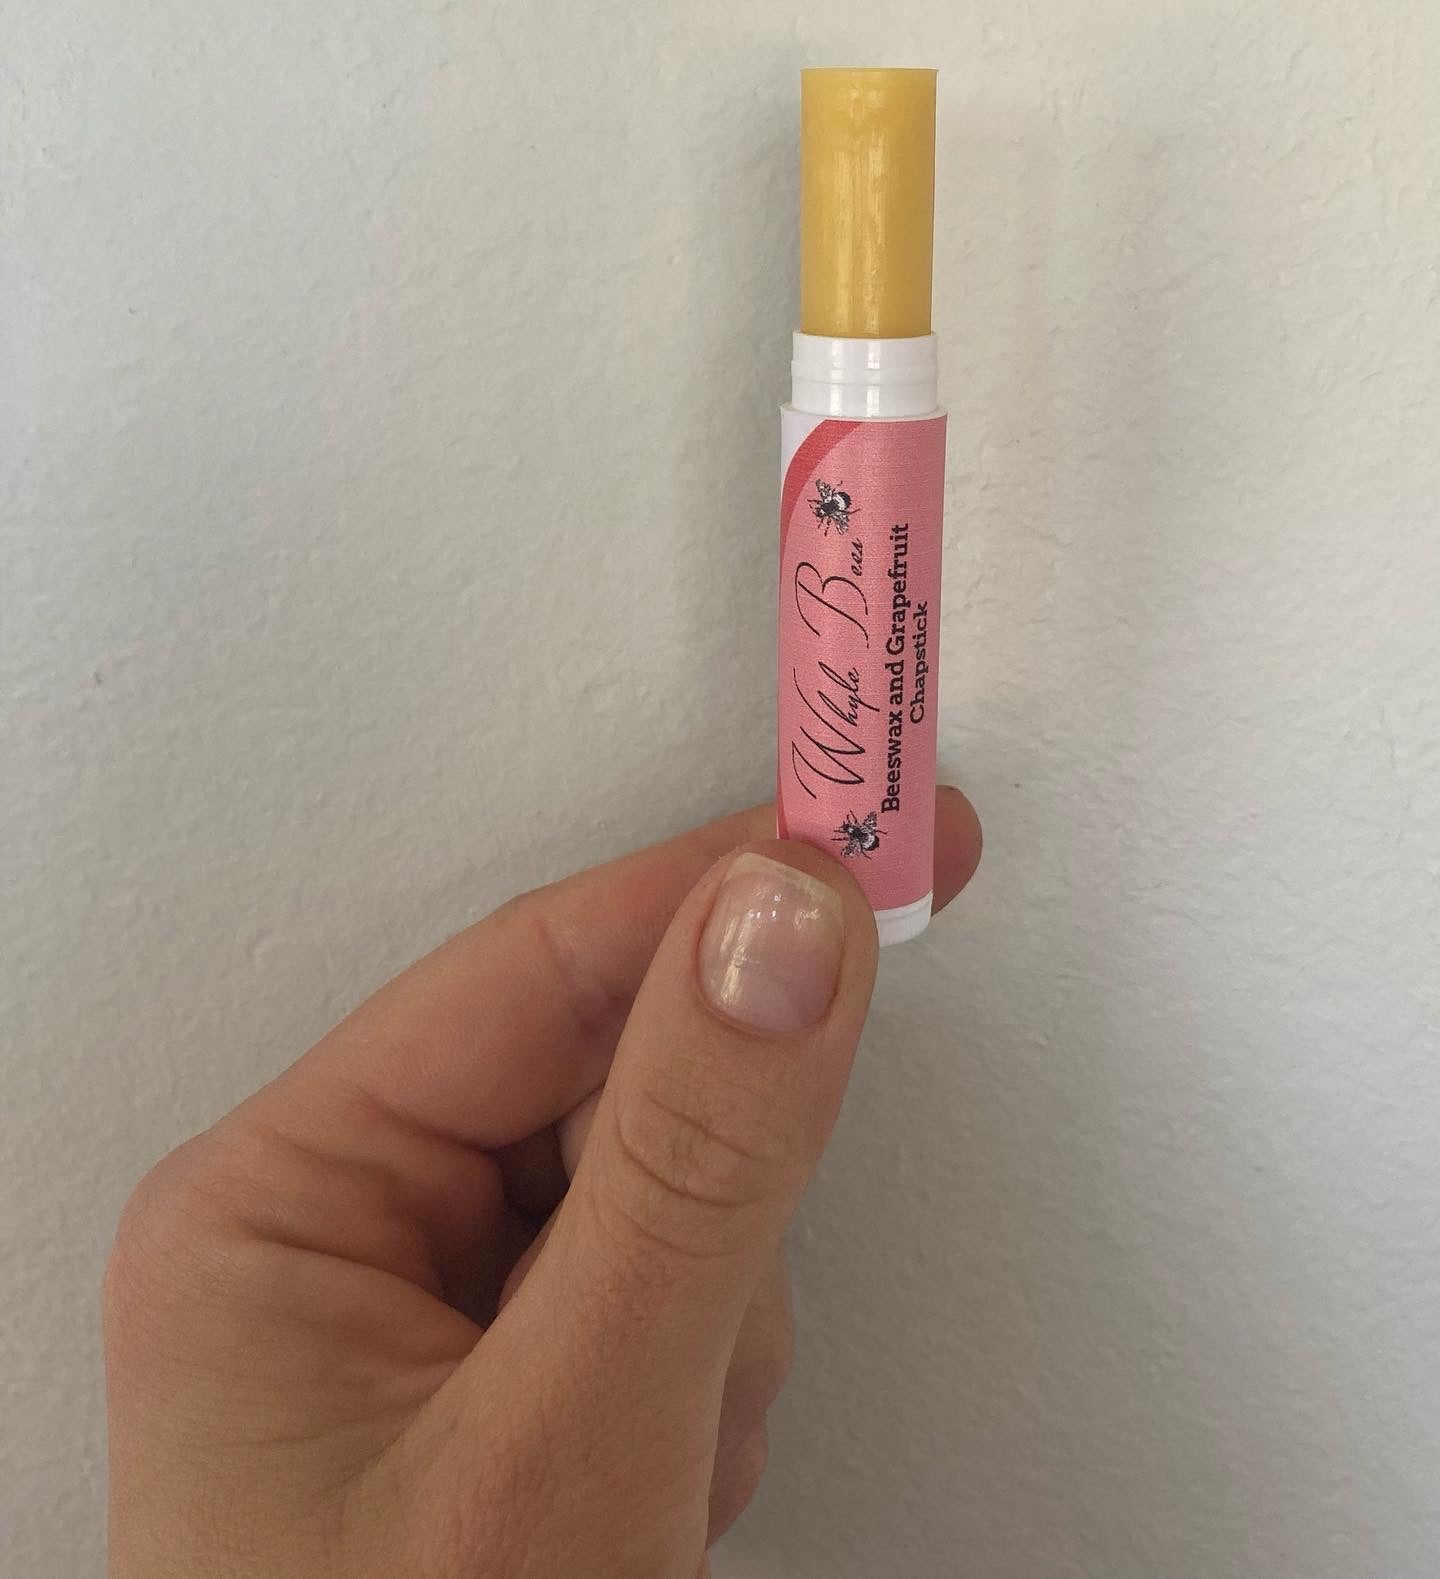 Whyle Bees
Beeswax and Grapefruit
Chapstick